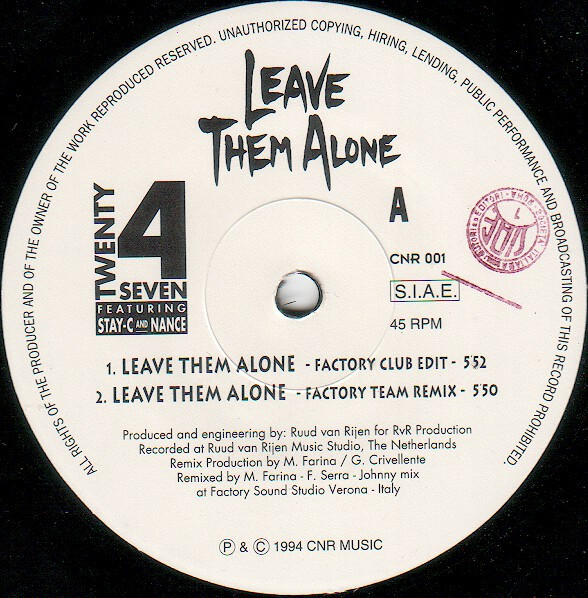 ALL RIGHTS OF THE PRODUCER AND OF THE OWNER OF THE WORK REPRODUCED RESERVED. UNAUTHORIZED COPYING, HIRING, LENDING, PUBLIC PERFORMANCE AND BROADCASTING OF THIS RECORD PROHIBITED.
LEAVE
THEM ALONE
TWENTY
4
SEVEN
FEATURING
STAY-C AND NANCE
A
CNR 001
S.I.A.E.
45 RPM
1. LEAVE THEM ALONE - FACTORY CLUB EDIT - 5'52
2. LEAVE THEM ALONE - FACTORY TEAM REMIX - 5'50
Produced and engineering by: Ruud van Rijen for RvR Production
Recorded at Ruud van Rijen Music Studio, The Netherlands
Remix Production by M. Farina / G. Crivellente
Remixed by M. Farina - F. Serra - Johnny mix
at Factory Sound Studio Verona - Italy
Ⓟ & © 1994 CNR MUSIC